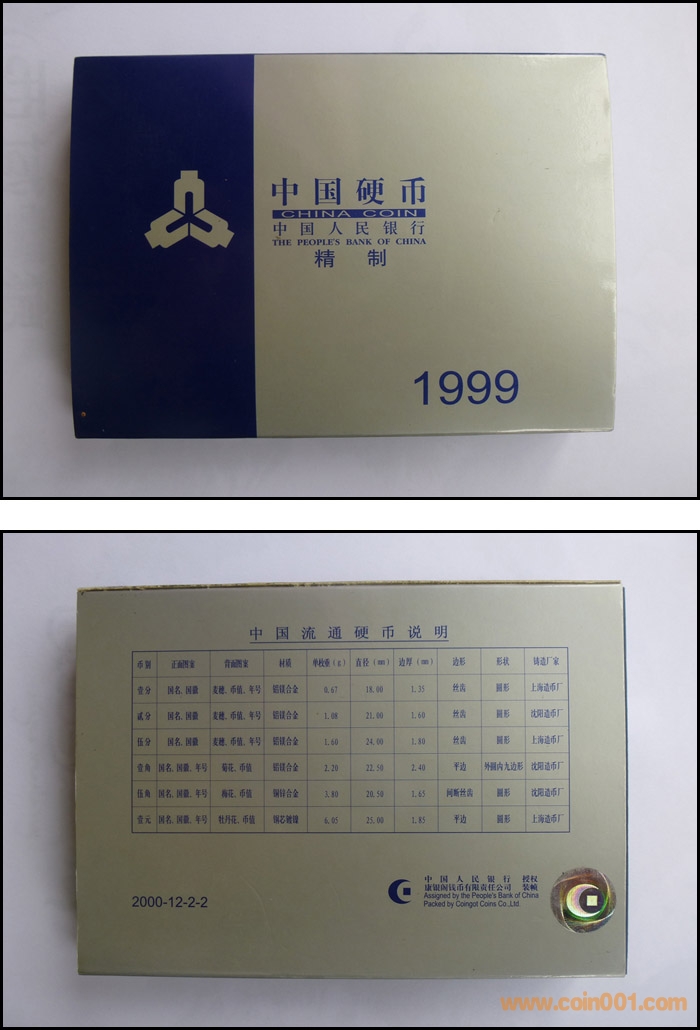 中国硬币
CHINA COIN
中国人民银行
THE PEOPLE'S BANK OF CHINA
精 制
1999
中国流通硬币说明
币别 正面图案 背面图案 材质 单枚重（g） 直径（mm） 边厚（mm） 边形 形状 铸造厂家
壹分 国名、国徽 麦穗、币值、年号 铝镁合金 0.67 18.00 1.35 丝齿 圆形 上海造币厂
贰分 国名、国徽 麦穗、币值、年号 铝镁合金 1.08 21.00 1.60 丝齿 圆形 沈阳造币厂
伍分 国名、国徽 麦穗、币值、年号 铝镁合金 1.60 24.00 1.80 丝齿 圆形 上海造币厂
壹角 国名、国徽、年号 菊花、币值 铝镁合金 2.20 22.50 2.40 平边 外圆内九边形 沈阳造币厂
伍角 国名、国徽、年号 梅花、币值 铜锌合金 3.80 20.50 1.65 间断丝齿 圆形 沈阳造币厂
壹元 国名、国徽、年号 牡丹花、币值 钢芯镀镍 6.05 25.00 1.85 平边 圆形 上海造币厂
中国人民银行 授权
康银阁钱币有限责任公司 装帧
Assigned by the People's Bank of China
Packed by Coingot Coins Co.,Ltd
2000-12-2-2
www.coin001.com